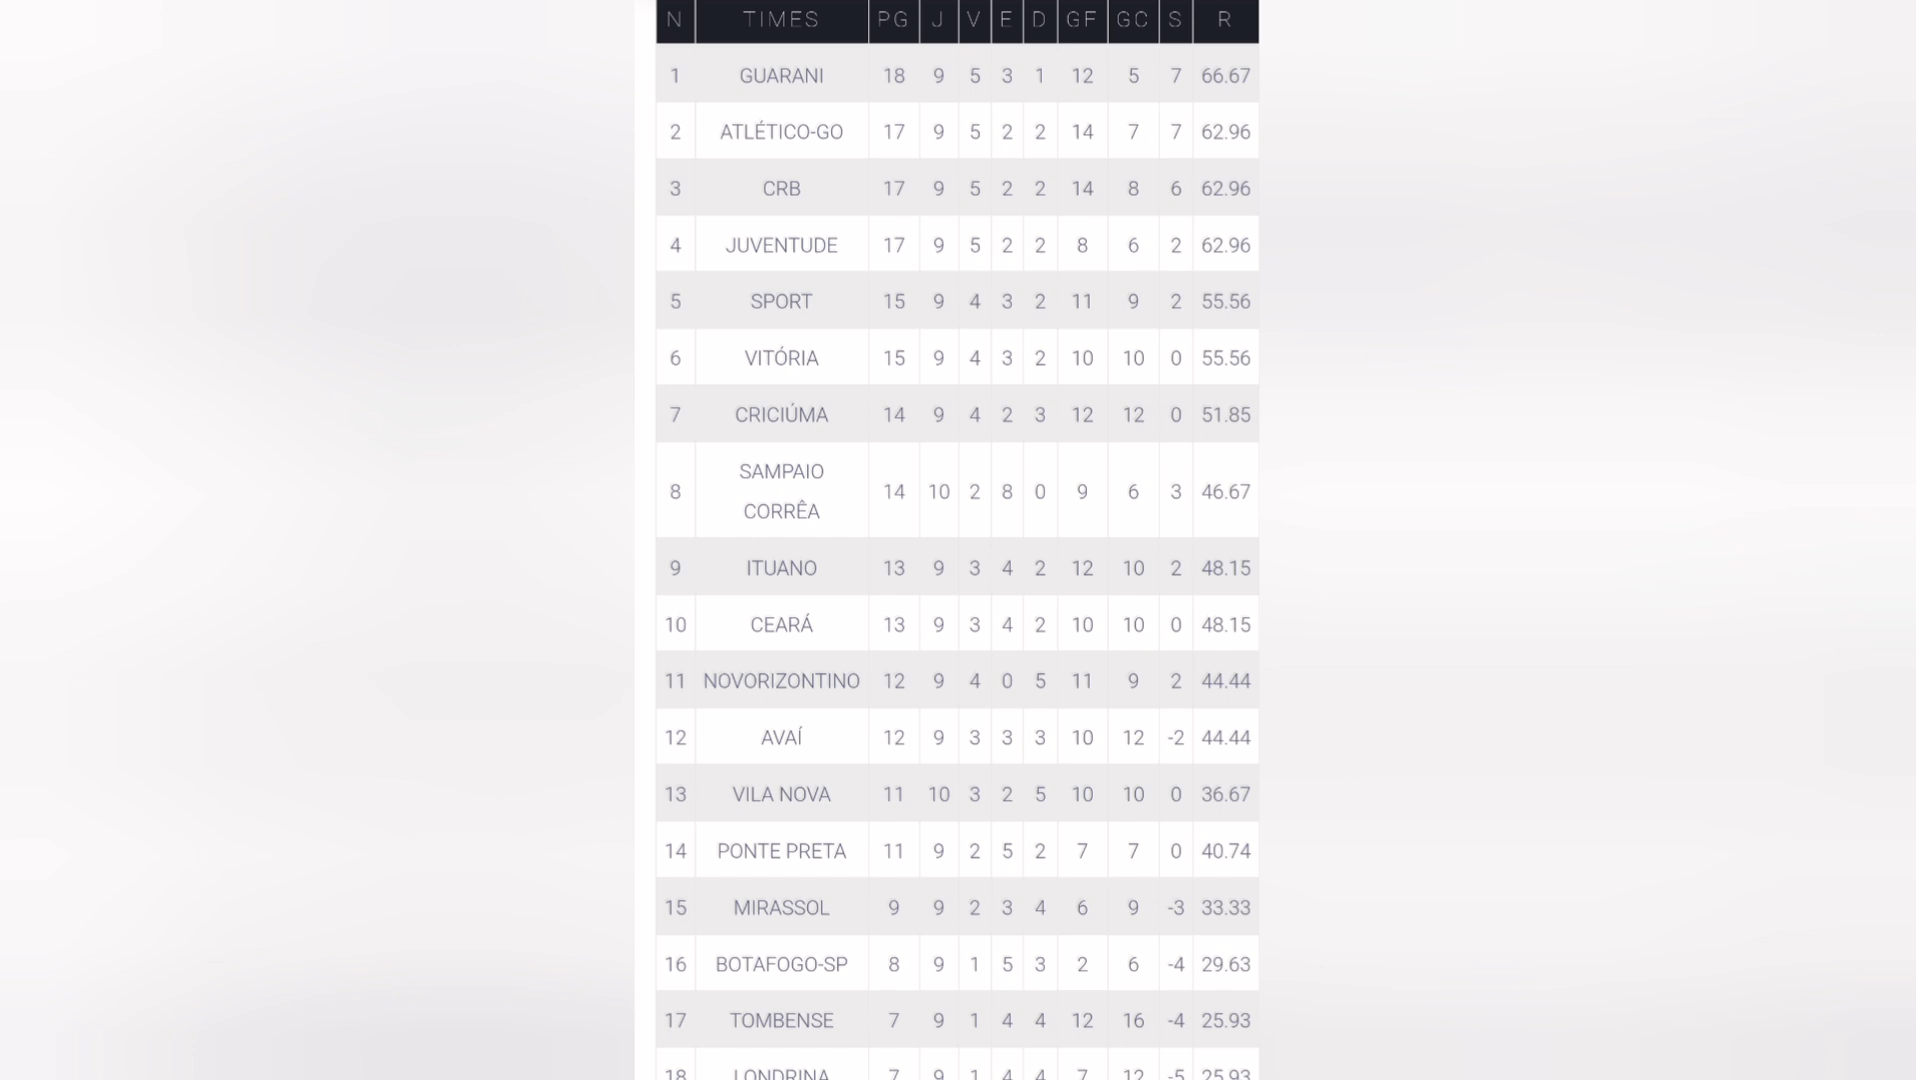 N TIMES PG J V E D GF GC S R
1 GUARANI 18 9 5 3 1 12 5 7 66.67
2 ATLÉTICO-GO 17 9 5 2 2 14 7 7 62.96
3 CRB 17 9 5 2 2 14 8 6 62.96
4 JUVENTUDE 17 9 5 2 2 8 6 2 62.96
5 SPORT 15 9 4 3 2 11 9 2 55.56
6 VITÓRIA 15 9 4 3 2 10 10 0 55.56
7 CRICIÚMA 14 9 4 2 3 12 12 0 51.85
8 SAMPAIO CORRÊA 14 10 2 8 0 9 6 3 46.67
9 ITUANO 13 9 3 4 2 12 10 2 48.15
10 CEARÁ 13 9 3 4 2 10 10 0 48.15
11 NOVORIZONTINO 12 9 4 0 5 11 9 2 44.44
12 AVAÍ 12 9 3 3 3 10 12 -2 44.44
13 VILA NOVA 11 10 3 2 5 10 10 0 36.67
14 PONTE PRETA 11 9 2 5 2 7 7 0 40.74
15 MIRASSOL 9 9 2 3 4 6 9 -3 33.33
16 BOTAFOGO-SP 8 9 1 5 3 2 6 -4 29.63
17 TOMBENSE 7 9 1 4 4 12 16 -4 25.93
18 LONDRINA 7 9 1 4 4 7 12 -5 25.93